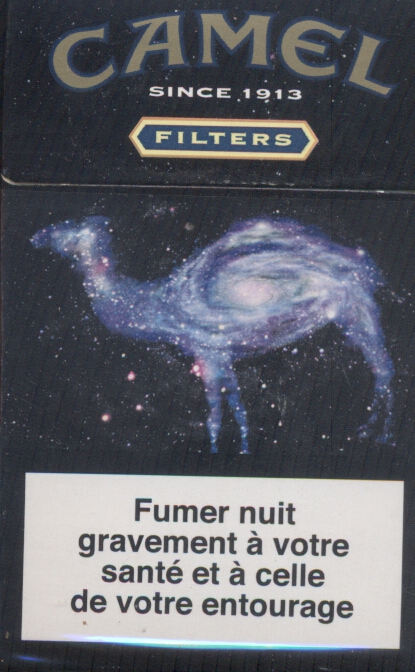 CAMEL
SINCE 1913
FILTERS
Fumer nuit
gravement à votre
santé et à celle
de votre entourage